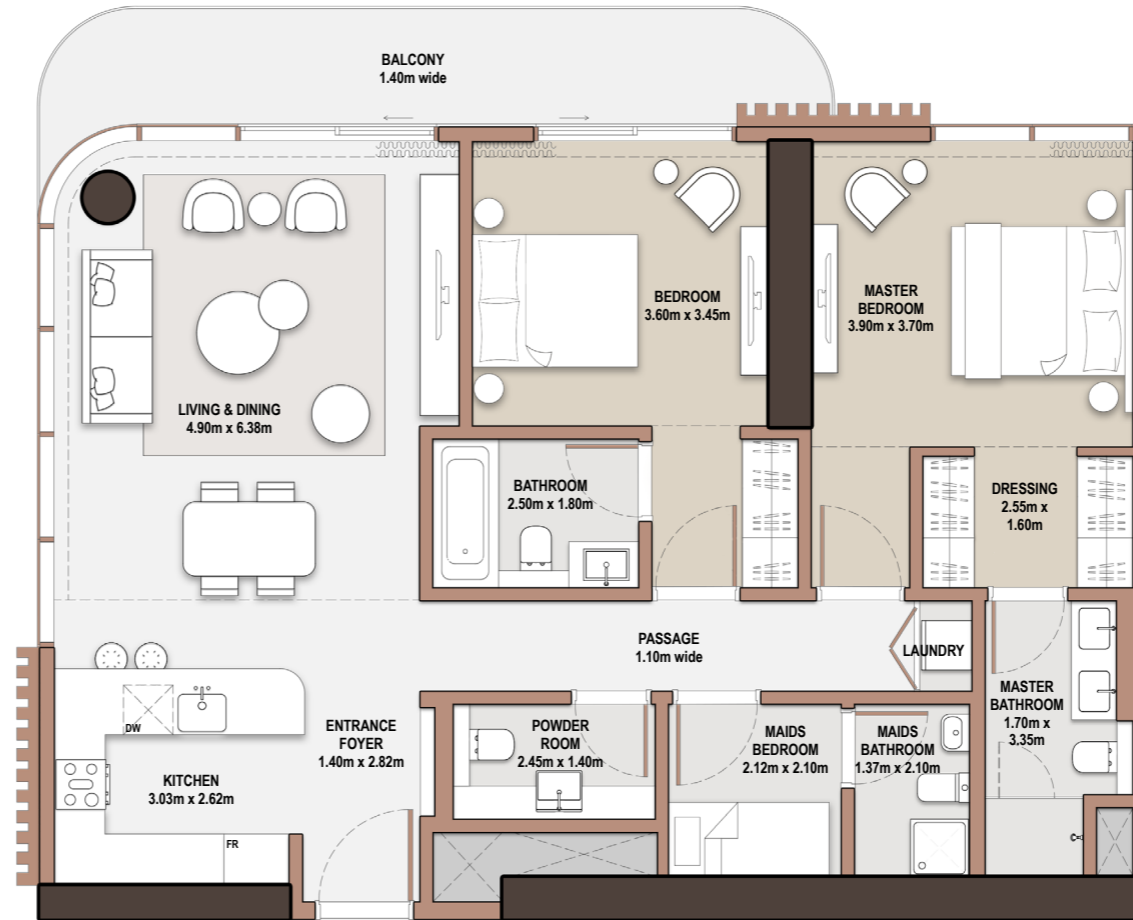 BALCONY
1.40m wide
BEDROOM
3.60m x 3.45m
MASTER
BEDROOM
3.90m x 3.70m
LIVING & DINING
4.90m x 6.38m
BATHROOM
2.50m x 1.80m
DRESSING
2.55m x
1.60m
PASSAGE
1.10m wide
LAUNDRY
MASTER
BATHROOM
1.70m x
3.35m
DW
ENTRANCE
FOYER
1.40m x 2.82m
POWDER
ROOM
2.45m x 1.40m
MAIDS
BEDROOM
2.12m x 2.10m
MAIDS
BATHROOM
1.37m x 2.10m
KITCHEN
3.03m x 2.62m
FR